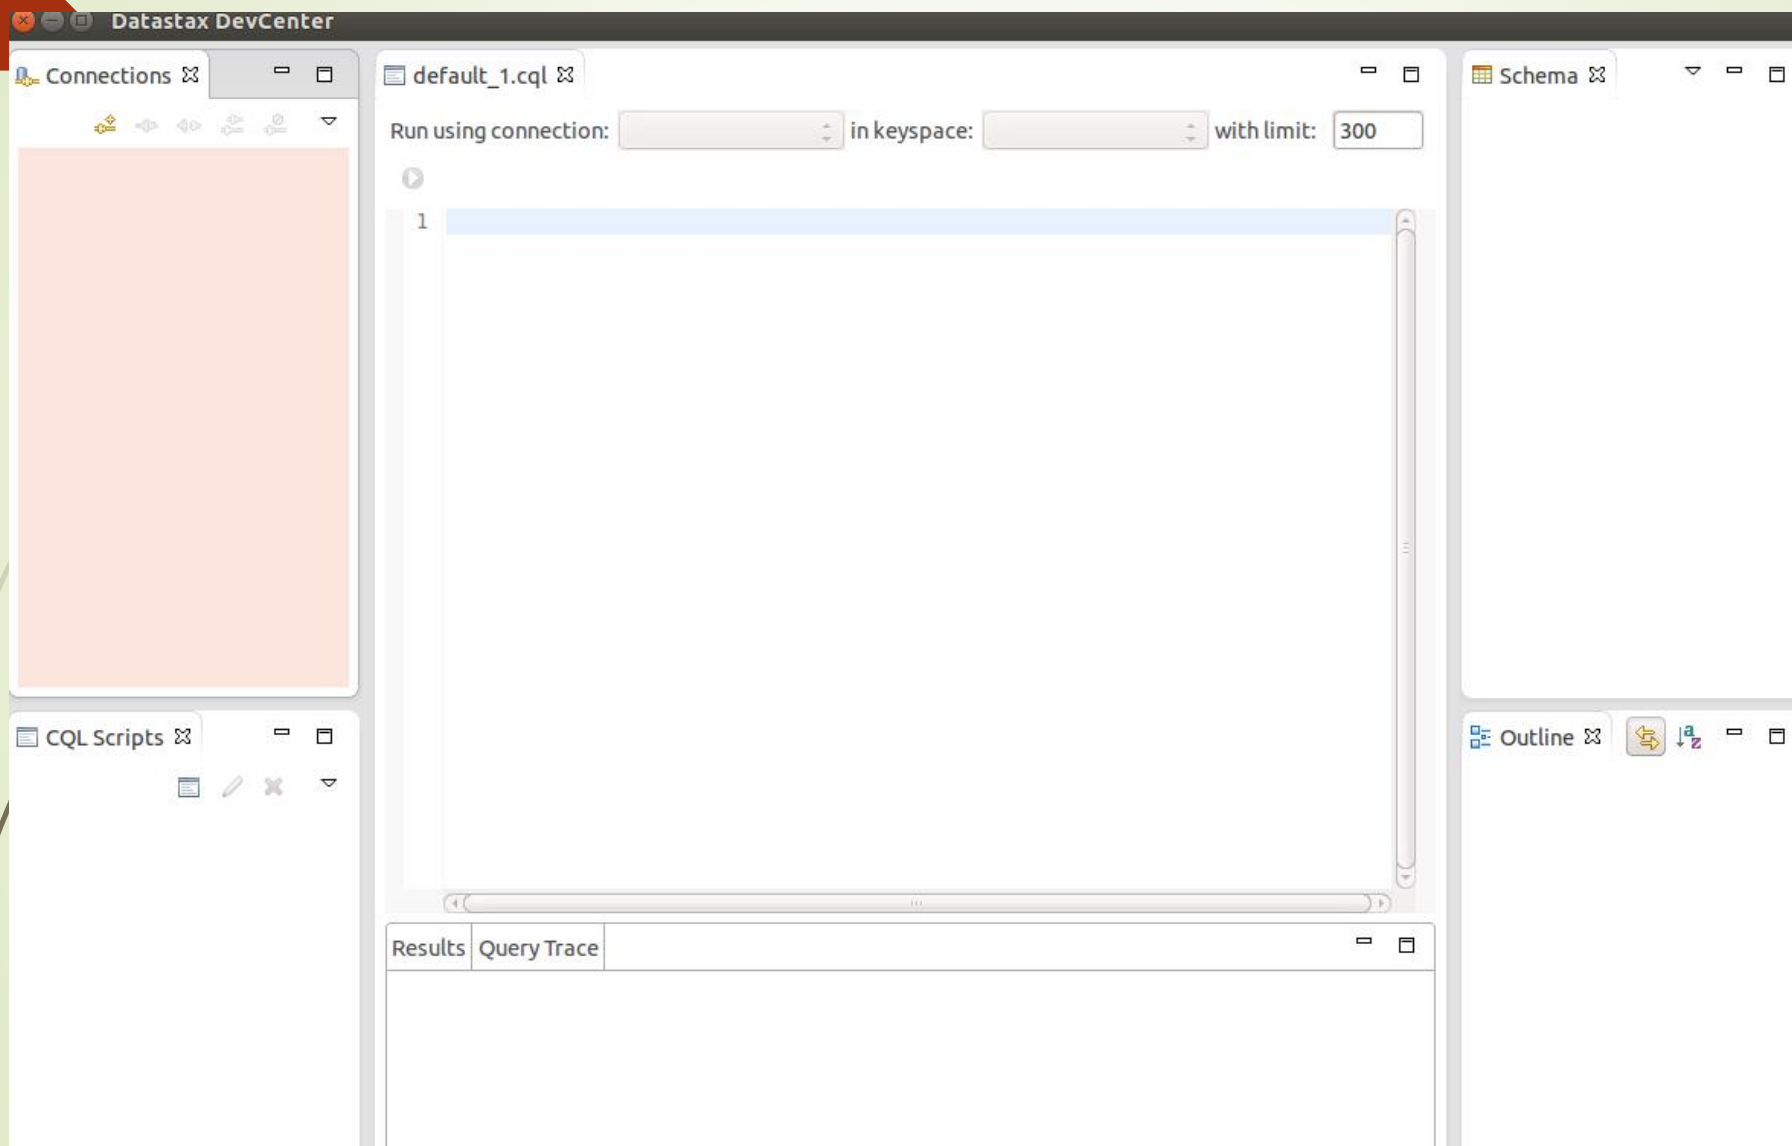 Datastax DevCenter
Connections
default_1.cql
Schema
Run using connection: in keyspace: with limit: 300
1
CQL Scripts
Outline
Results Query Trace